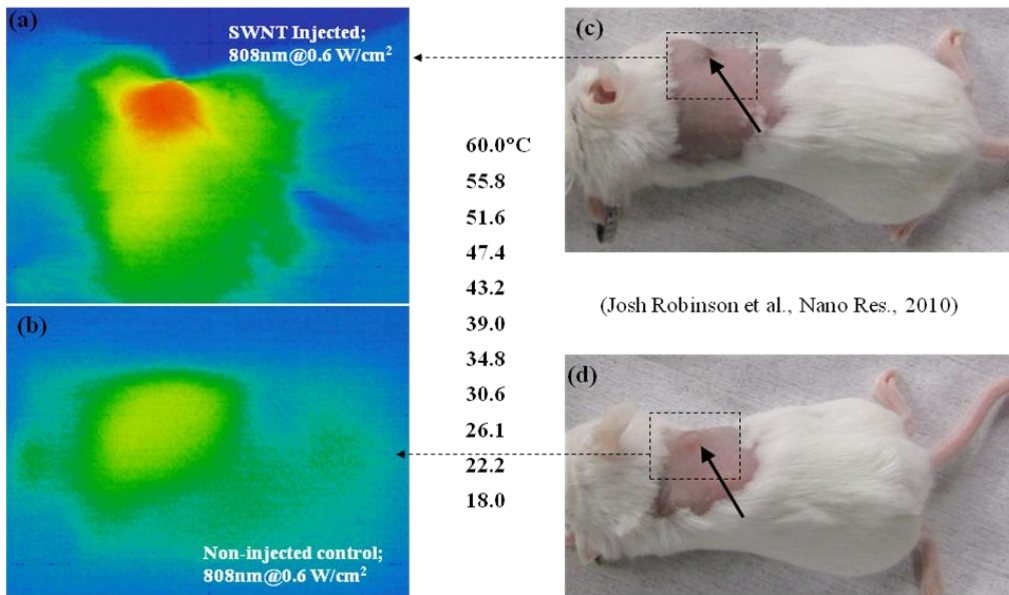 (a)
SWNT Injected;
808nm@0.6 W/cm²
(c)
60.0°C
55.8
51.6
47.4
43.2
39.0
34.8
30.6
26.1
22.2
18.0
(Josh Robinson et al., Nano Res., 2010)
(b)
Non-injected control;
808nm@0.6 W/cm²
(d)